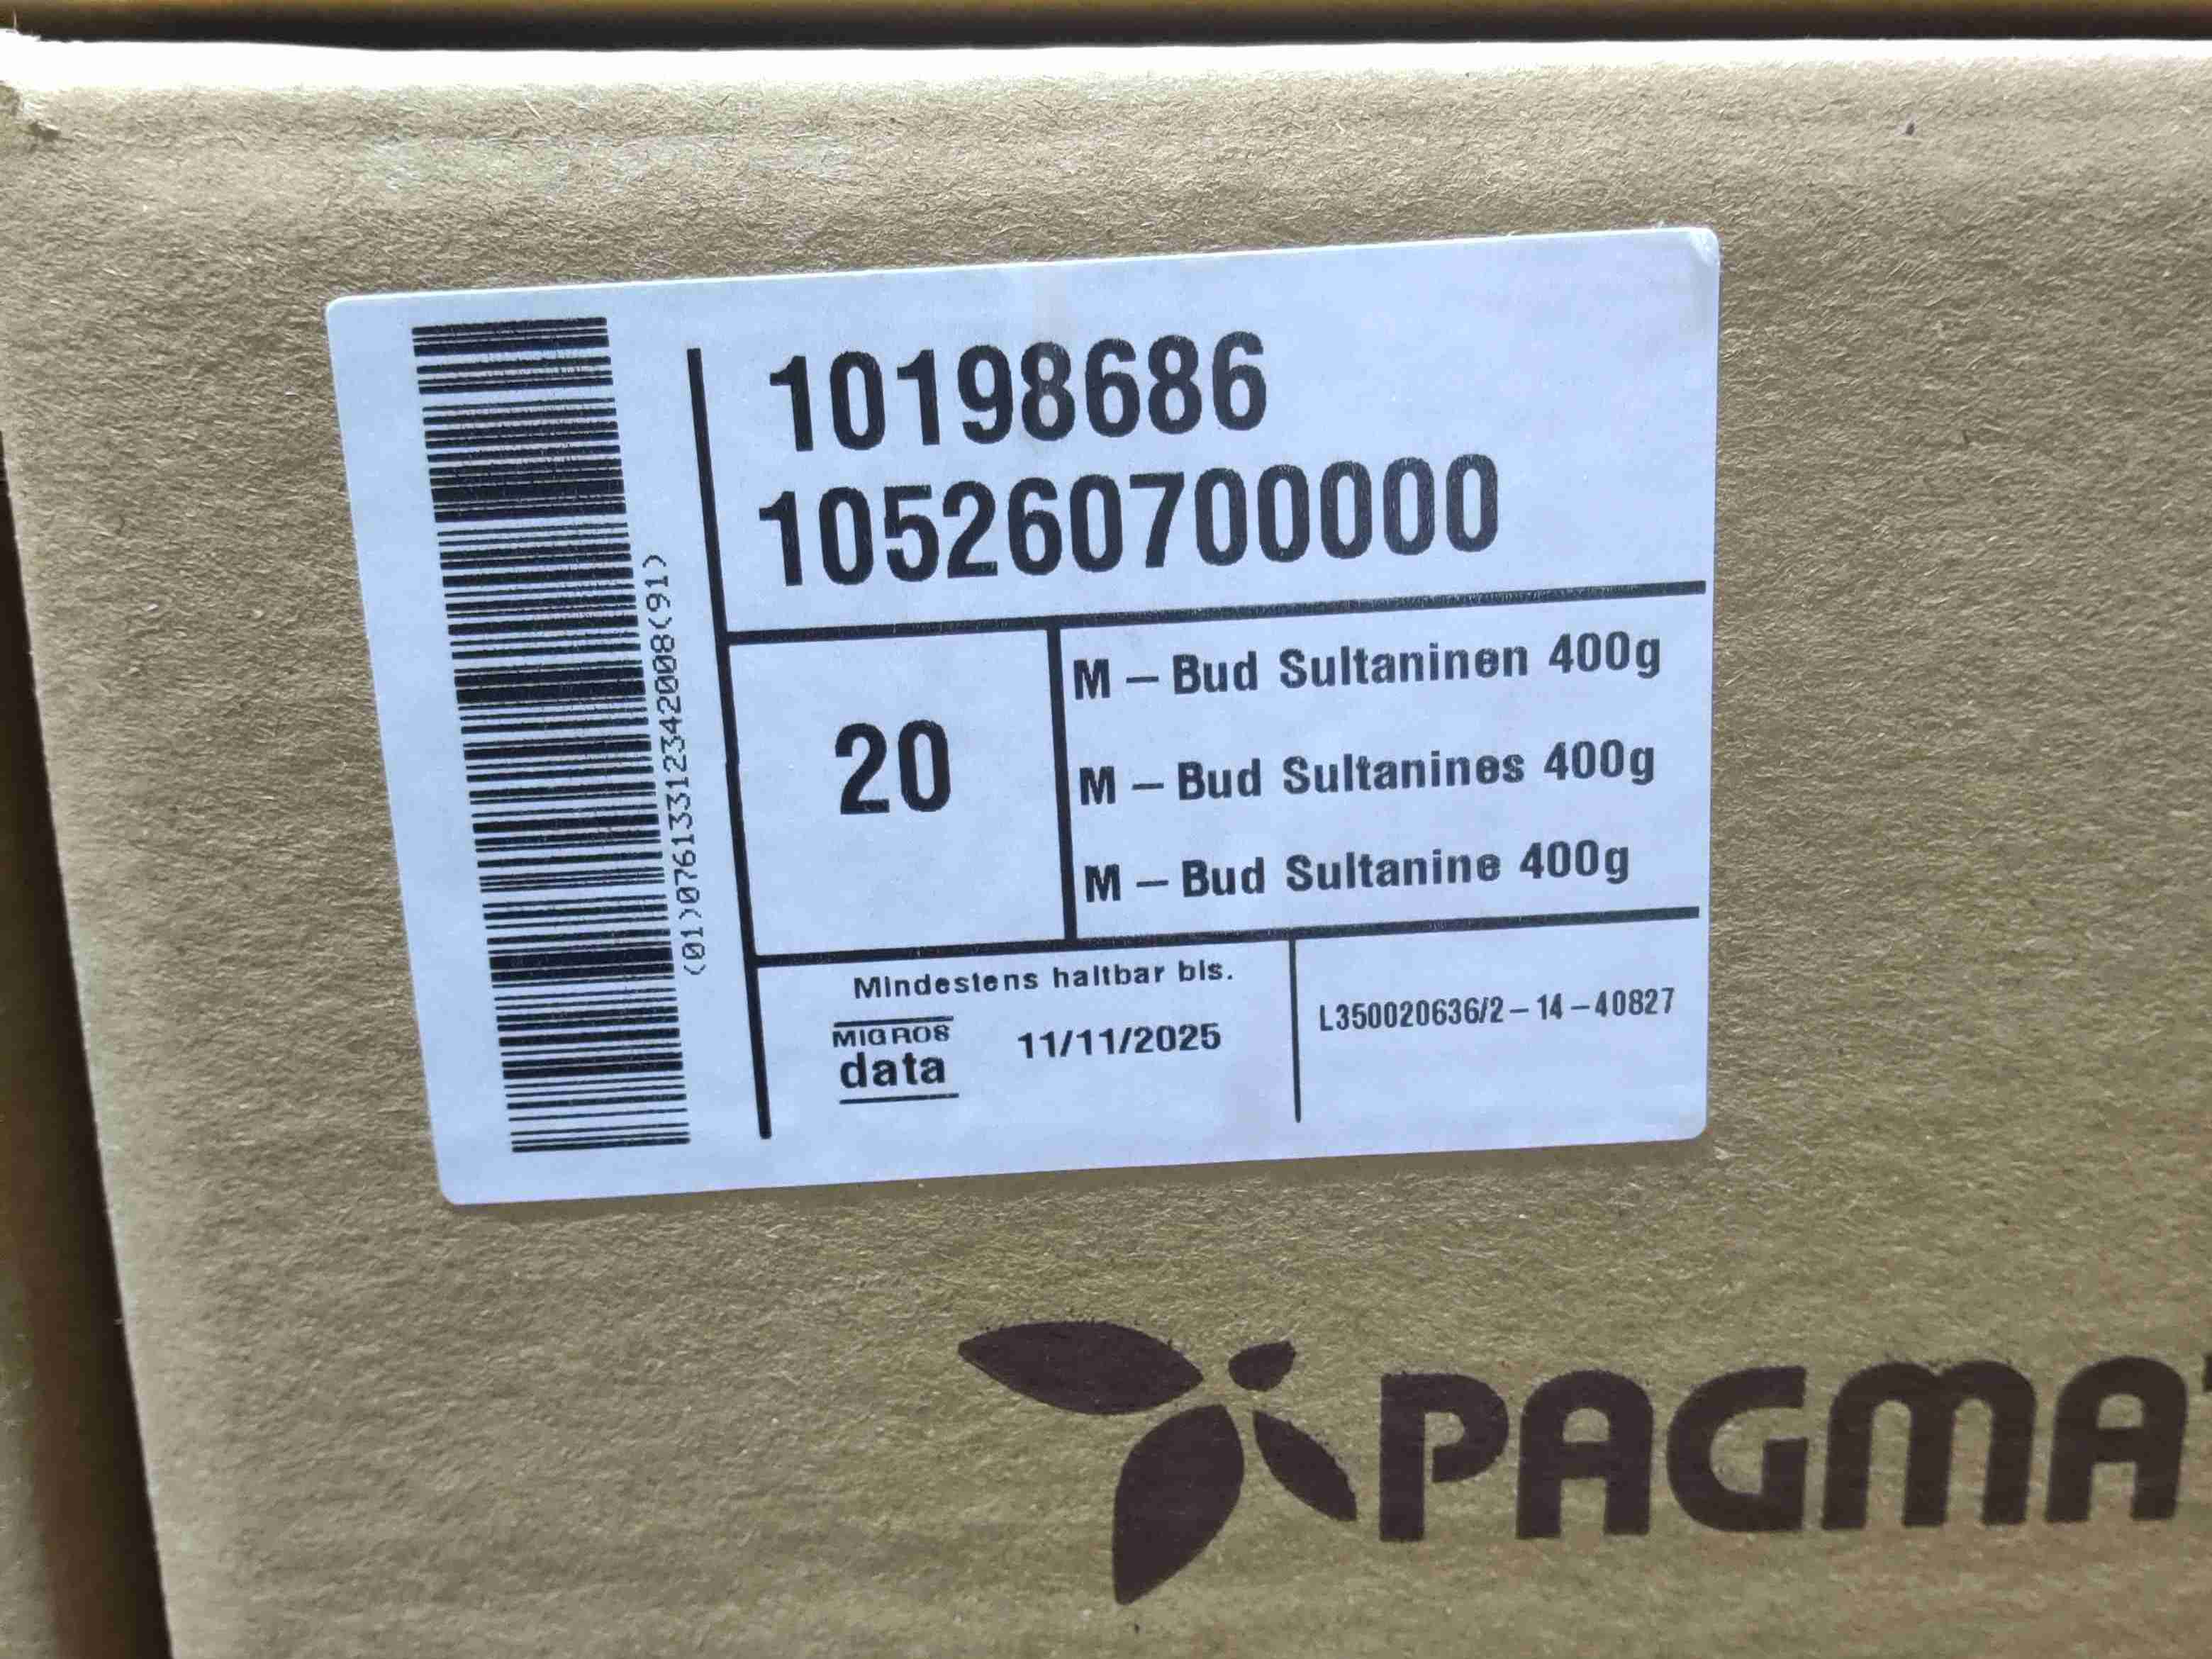 10198686
105260700000
(01)07613312342008(91)
20
M – Bud Sultaninen 400g
M – Bud Sultanines 400g
M – Bud Sultanine 400g
Mindestens haltbar bis.
MIGROS
data
11/11/2025
L350020636/2–14–40827
PAGMA